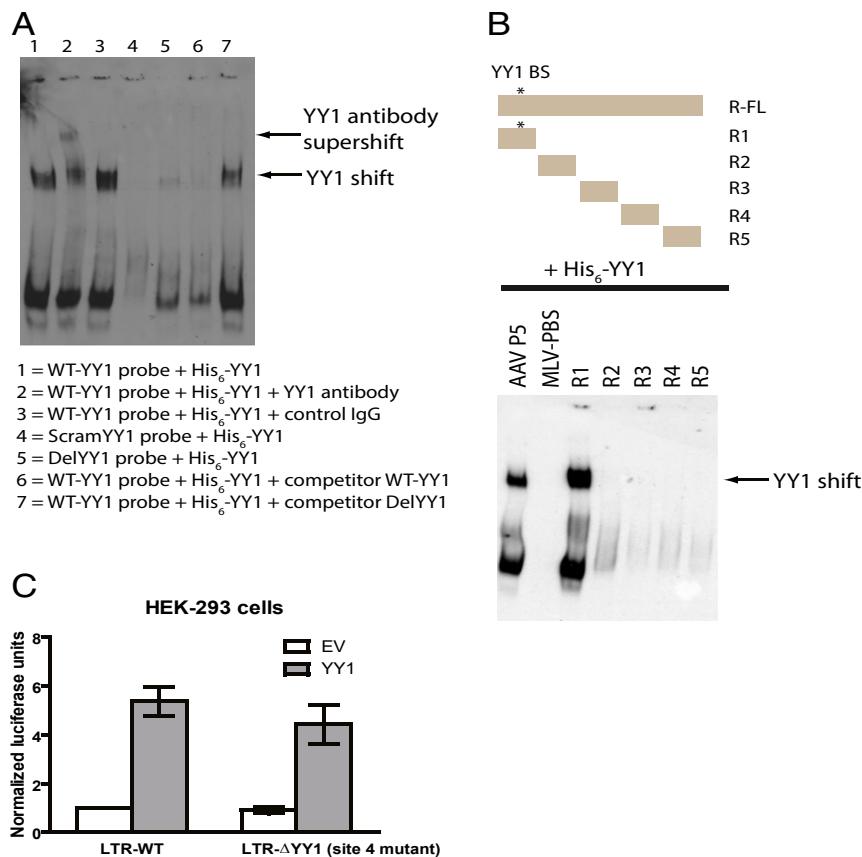 A
1 2 3 4 5 6 7
YY1 antibody
supershift
YY1 shift
1 = WT-YY1 probe + His6-YY1
2 = WT-YY1 probe + His6-YY1 + YY1 antibody
3 = WT-YY1 probe + His6-YY1 + control IgG
4 = ScramYY1 probe + His6-YY1
5 = DelYY1 probe + His6-YY1
6 = WT-YY1 probe + His6-YY1 + competitor WT-YY1
7 = WT-YY1 probe + His6-YY1 + competitor DelYY1
B
YY1 BS
*
R-FL
*
R1
R2
R3
R4
R5
+ His6-YY1
AAV P5
MLV-PBS
R1
R2
R3
R4
R5
YY1 shift
C
HEK-293 cells
Normalized luciferase units
8
6
4
2
0
EV
YY1
LTR-WT
LTR-ΔYY1 (site 4 mutant)